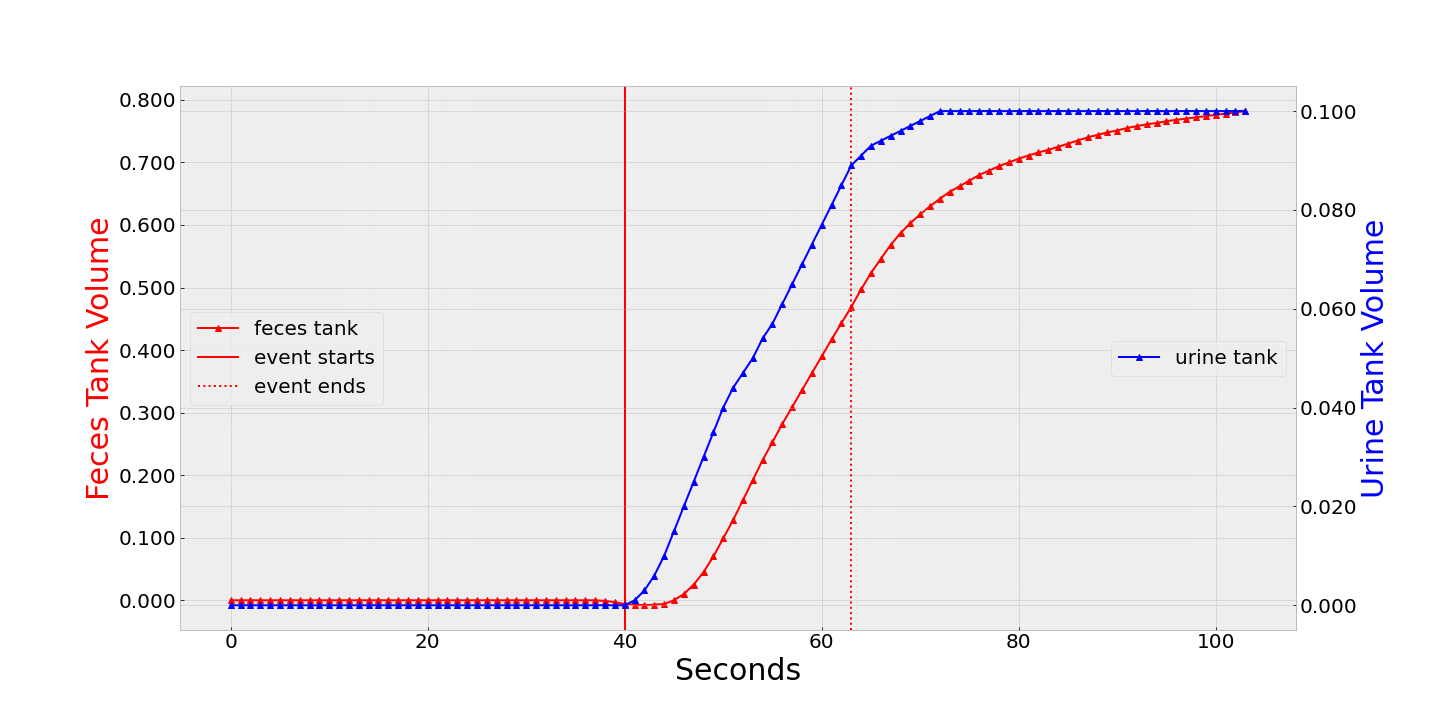 0.800
0.700
0.600
0.500
0.400
0.300
0.200
0.100
0.000
Feces Tank Volume
feces tank
event starts
event ends
urine tank
0.100
0.080
0.060
0.040
0.020
0.000
Urine Tank Volume
0 20 40 60 80 100
Seconds